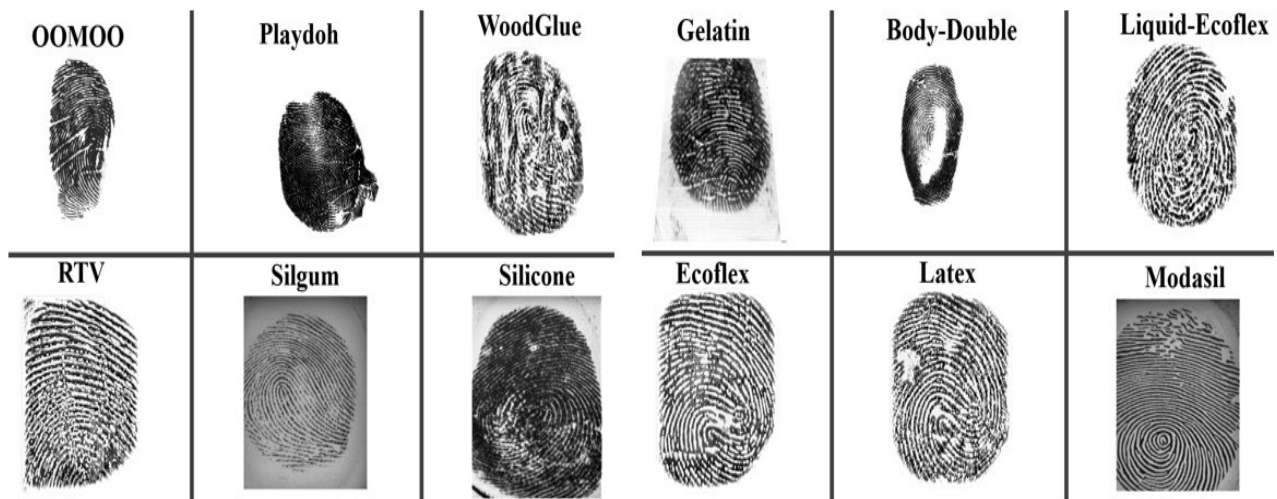 OOMOO
Playdoh
WoodGlue
Gelatin
Body-Double
Liquid-Ecoflex
RTV
Silgum
Silicone
Ecoflex
Latex
Modasil